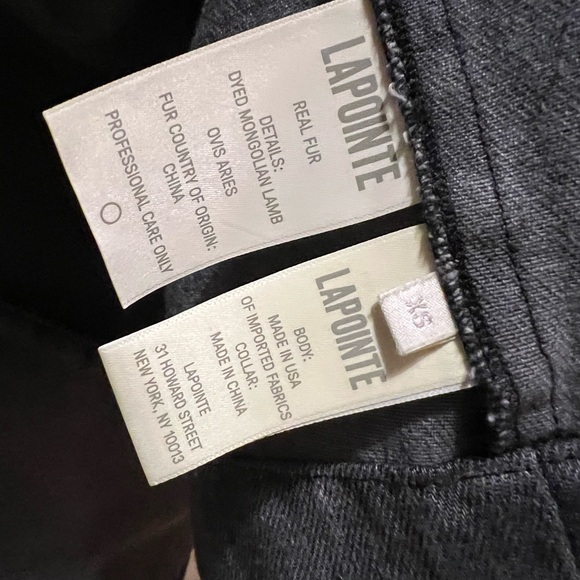 LAPOINTE
REAL FUR
DETAILS:
DYED MONGOLIAN LAMB
OVIS ARIES
FUR COUNTRY OF ORIGIN:
CHINA
PROFESSIONAL CARE ONLY
LAPOINTE
XS
BODY:
MADE IN USA
OF IMPORTED FABRICS
COLLAR:
MADE IN CHINA
LAPOINTE
31 HOWARD STREET
NEW YORK, NY 10013